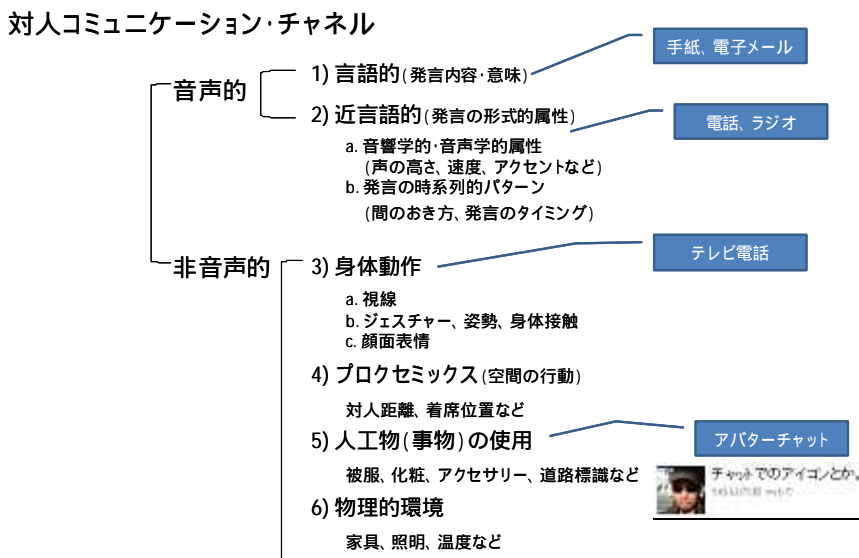 対人コミュニケーション・チャネル
手紙、電子メール
音声的
1) 言語的(発言内容・意味)
2) 近言語的(発言の形式的属性)
電話、ラジオ
a. 音響学的・音声学的属性
(声の高さ、速度、アクセントなど)
b. 発言の時系列的パターン
(間のおき方、発言のタイミング)
テレビ電話
非音声的
3) 身体動作
a. 視線
b. ジェスチャー、姿勢、身体接触
c. 顔面表情
4) プロクセミックス(空間の行動)
対人距離、着席位置など
5) 人工物(事物)の使用
アバターチャット
被服、化粧、アクセサリー、道路標識など
チャットでのアイコンとか。
6) 物理的環境
家具、照明、温度など